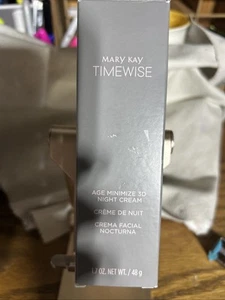 MARY KAY
TIMEWISE
AGE MINIMIZE 3D
NIGHT CREAM
CRÈME DE NUIT
CREMA FACIAL
NOCTURNA
1.7 OZ. NET WT. / 48 g